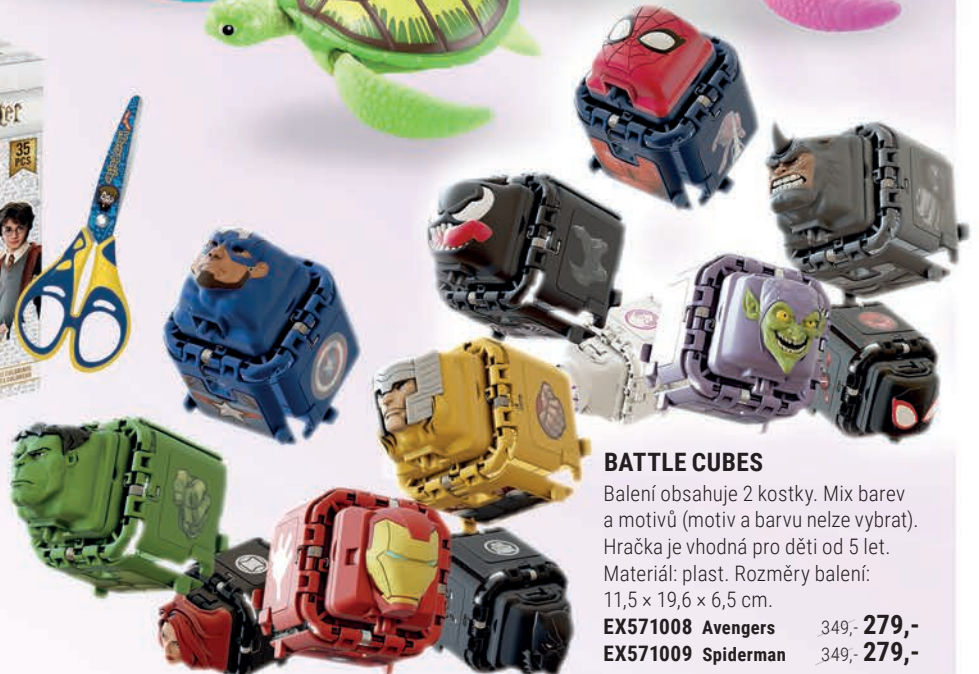 35
PCS
BATTLE CUBES
Balení obsahuje 2 kostky. Mix barev
a motivů (motiv a barvu nelze vybrat).
Hračka je vhodná pro děti od 5 let.
Materiál: plast. Rozměry balení:
11,5 × 19,6 × 6,5 cm.
EX571008 Avengers 349,- 279,-
EX571009 Spiderman 349,- 279,-